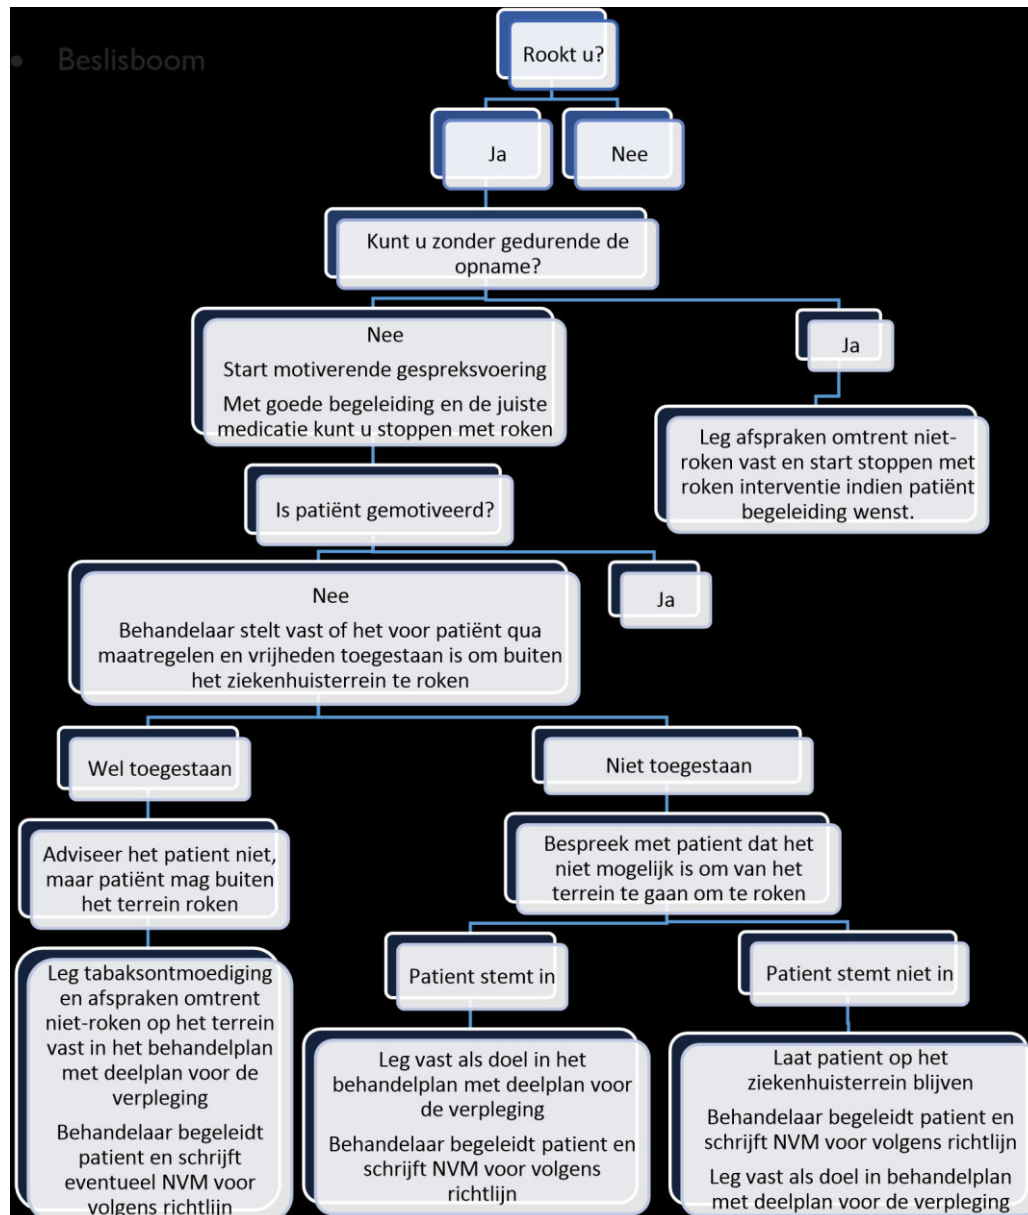 • Beslisboom
Rookt u?
Ja
Nee
Kunt u zonder gedurende de
opname?
Nee
Start motiverende gespreksvoering
Met goede begeleiding en de juiste
medicatie kunt u stoppen met roken
Ja
Leg afspraken omtrent niet-
roken vast en start stoppen met
roken interventie indien patiënt
begeleiding wenst.
Is patiënt gemotiveerd?
Nee
Behandelaar stelt vast of het voor patiënt qua
maatregelen en vrijheden toegestaan is om buiten
het ziekenhuisterrein te roken
Ja
Wel toegestaan
Adviseer het patient niet,
maar patiënt mag buiten
het terrein roken
Leg tabaksontmoediging
en afspraken omtrent
niet-roken op het terrein
vast in het behandelplan
met deelplan voor de
verpleging
Behandelaar begeleidt
patient en schrijft
eventueel NVM voor
volgens richtlijn
Niet toegestaan
Bespreek met patient dat het
niet mogelijk is om van het
terrein te gaan om te roken
Patient stemt in
Leg vast als doel in het
behandelplan met deelplan voor
de verpleging
Behandelaar begeleidt patient en
schrijft NVM voor volgens
richtlijn
Patient stemt niet in
Laat patient op het
ziekenhuisterrein blijven
Behandelaar begeleidt patient en
schrijft NVM voor volgens richtlijn
Leg vast als doel in behandelplan
met deelplan voor de verpleging